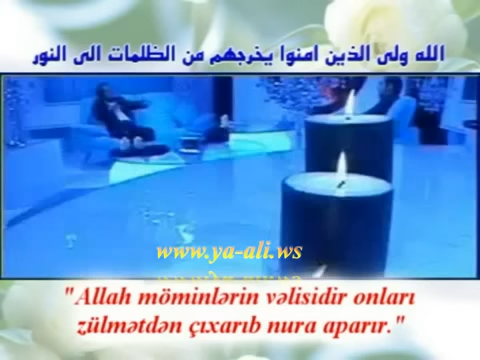 الله ولى الذين امنوا يخرجهم من الظلمات الى النور
www.ya-ali.ws
"Allah möminlərin vəlisidir onları
zülmətdən çıxarıb nura aparır."